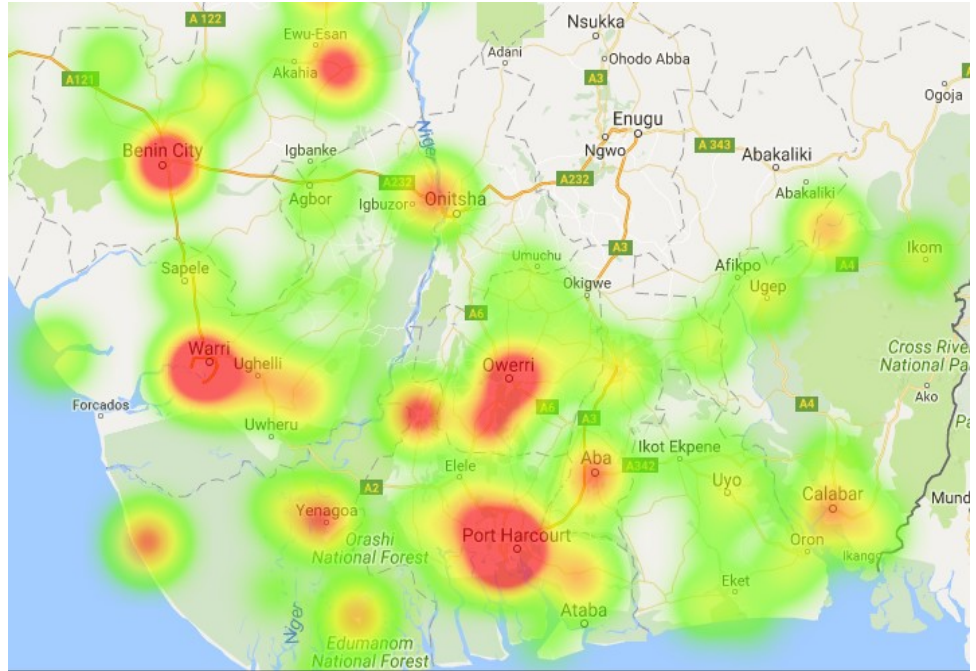 A 122
Nsukka
Ewu-Esan
Adani
Ohodo Abba
Akahia
A121
A3
Ogoja
Enugu
Niger
Benin City
Igbanke
Ngwo
A 343
Abakaliki
A232
A232
Agbor
Igbuzor
Onitsha
Abakaliki
Ikom
A3
Sapele
Umuchu
Afikpo
A4
Okigwe
Ugep
A6
Warri
Ughelli
Owerri
Cross River
National Pa
Forcados
A6
A3
A4
Ako
Uwheru
Pa
Ikot Ekpene
Elele
Aba
A342
A2
Uyo
Calabar
Mund
Yenagoa
Orashi
National Forest
Port Harcourt
Oron
Ikang
Eket
Niger
Ataba
Edumanom
National Forest